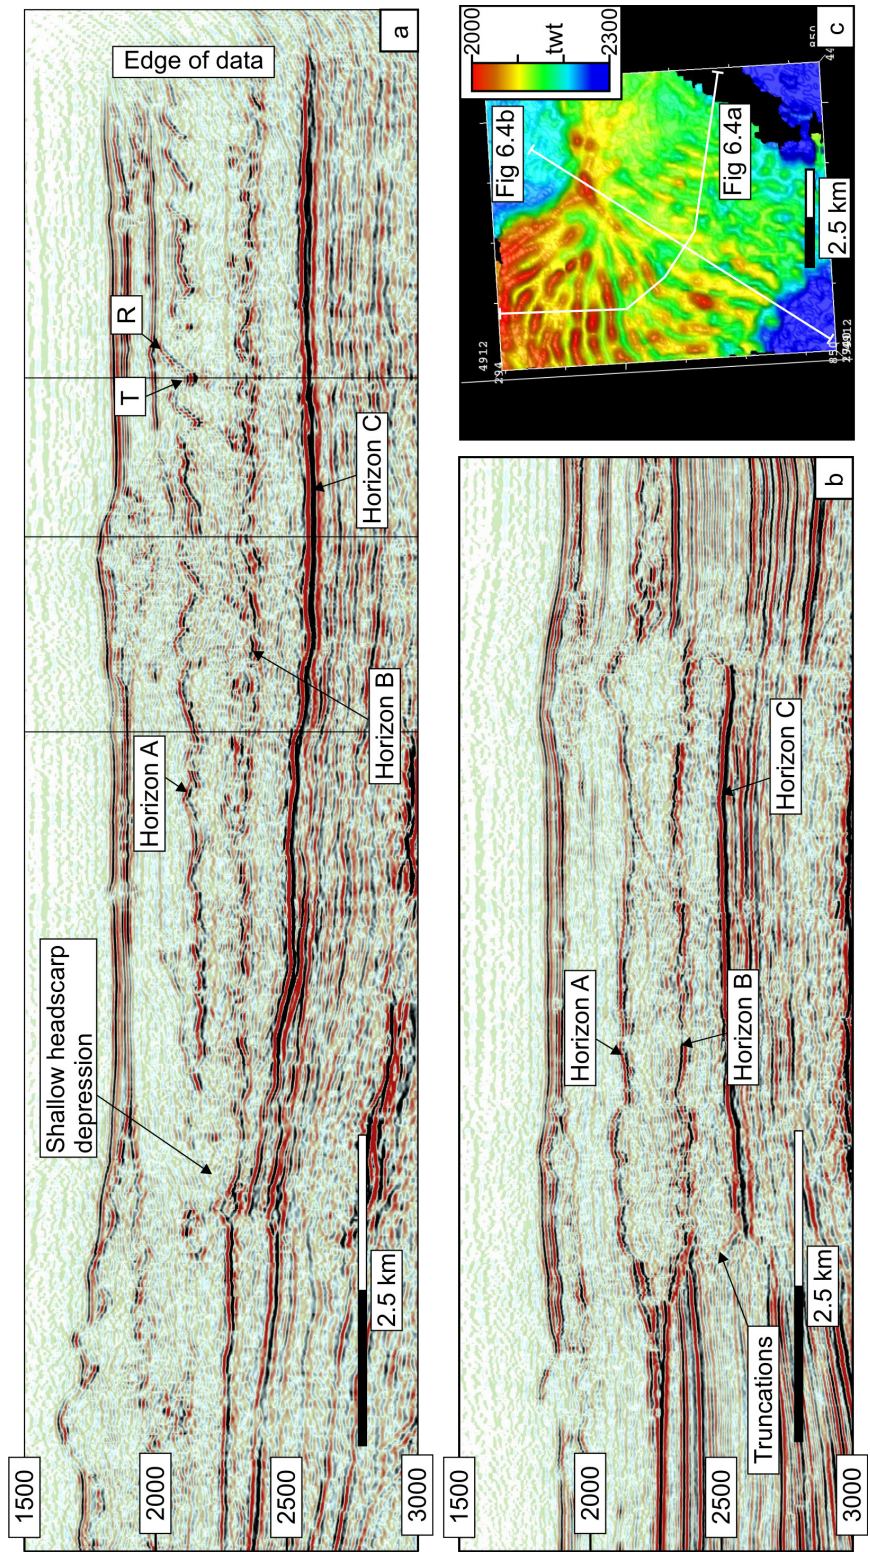 a
Edge of data
R
T
Horizon C
Horizon A
Horizon B
Shallow headscarp
depression
2.5 km
1500
2000
2500
3000
c
2000
twt
2300
Fig 6.4b
Fig 6.4a
2.5 km
4912
294
850
44
b
Horizon C
Horizon A
Horizon B
Truncations
2.5 km
1500
2000
2500
3000